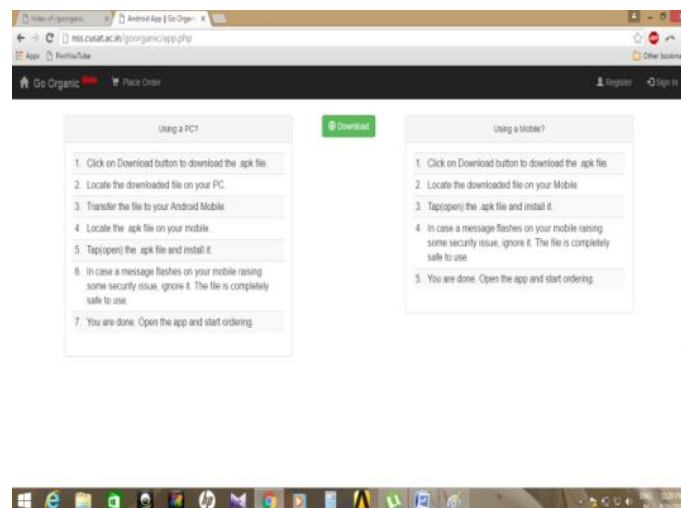 Index of /goorganic
Android App || Go Organ
nss.cusat.ac.in/goorganic/app.php
Apps
PwnYouTube
Other bookma
Go Organic Beta
Place Order
Register
Sign In
Using a PC?
1. Click on Download button to download the .apk file.
2. Locate the downloaded file on your PC.
3. Transfer the file to your Android Mobile.
4. Locate the .apk file on your mobile.
5. Tap(open) the .apk file and install it.
6. In case a message flashes on your mobile raising
some security issue, ignore it. The file is completely
safe to use.
7. You are done. Open the app and start ordering.
Download
Using a Mobile?
1. Click on Download button to download the .apk file.
2. Locate the downloaded file on your Mobile.
3. Tap(open) the .apk file and install it.
4. In case a message flashes on your mobile raising
some security issue, ignore it. The file is completely
safe to use.
5. You are done. Open the app and start ordering.